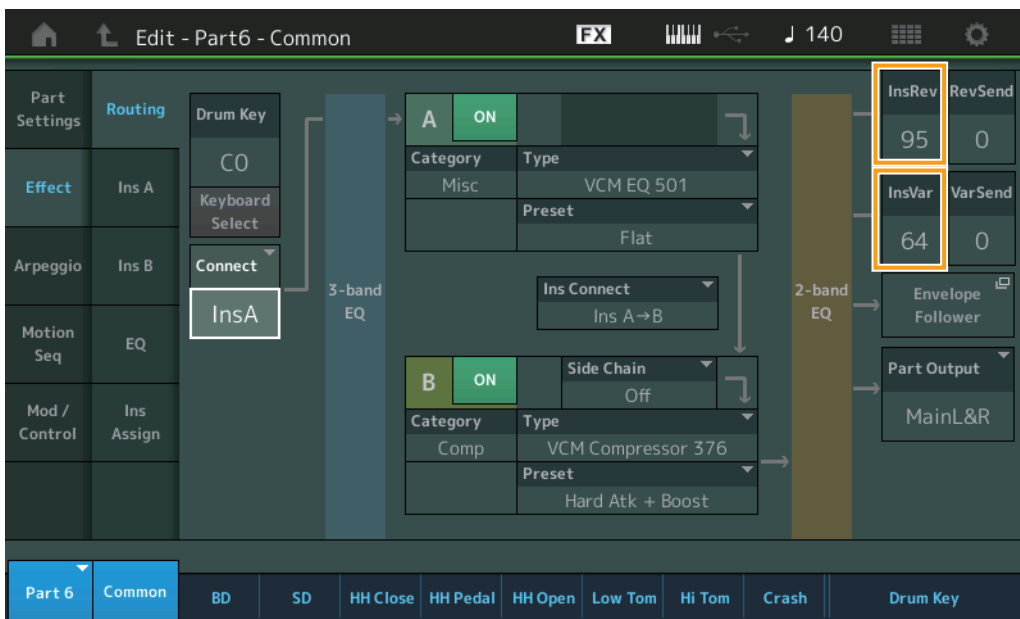 Edit - Part6 - Common
FX
♩ 140
Part
Settings
Effect
Arpeggio
Motion
Seq
Mod /
Control
Routing
Ins A
Ins B
EQ
Ins
Assign
Drum Key
C0
Keyboard
Select
Connect
InsA
3-band
EQ
A
ON
Category
Misc
Type
VCM EQ 501
Preset
Flat
Ins Connect
Ins A→B
B
ON
Side Chain
Off
Category
Comp
Type
VCM Compressor 376
Preset
Hard Atk + Boost
2-band
EQ
InsRev
95
RevSend
0
InsVar
64
VarSend
0
Envelope
Follower
Part Output
MainL&R
Part 6
Common
BD
SD
HH Close
HH Pedal
HH Open
Low Tom
Hi Tom
Crash
Drum Key